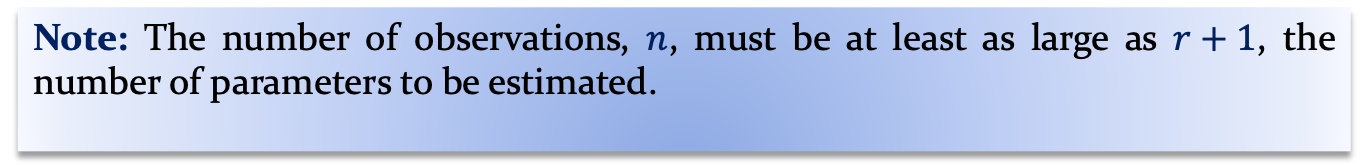 Note: The number of observations, n, must be at least as large as r + 1, the
number of parameters to be estimated.